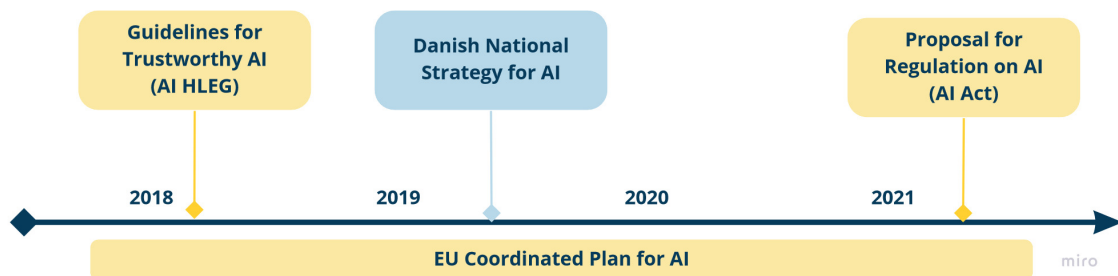 Guidelines for
Trustworthy AI
(AI HLEG)
Danish National
Strategy for AI
Proposal for
Regulation on AI
(AI Act)
2018
2019
2020
2021
EU Coordinated Plan for AI
miro